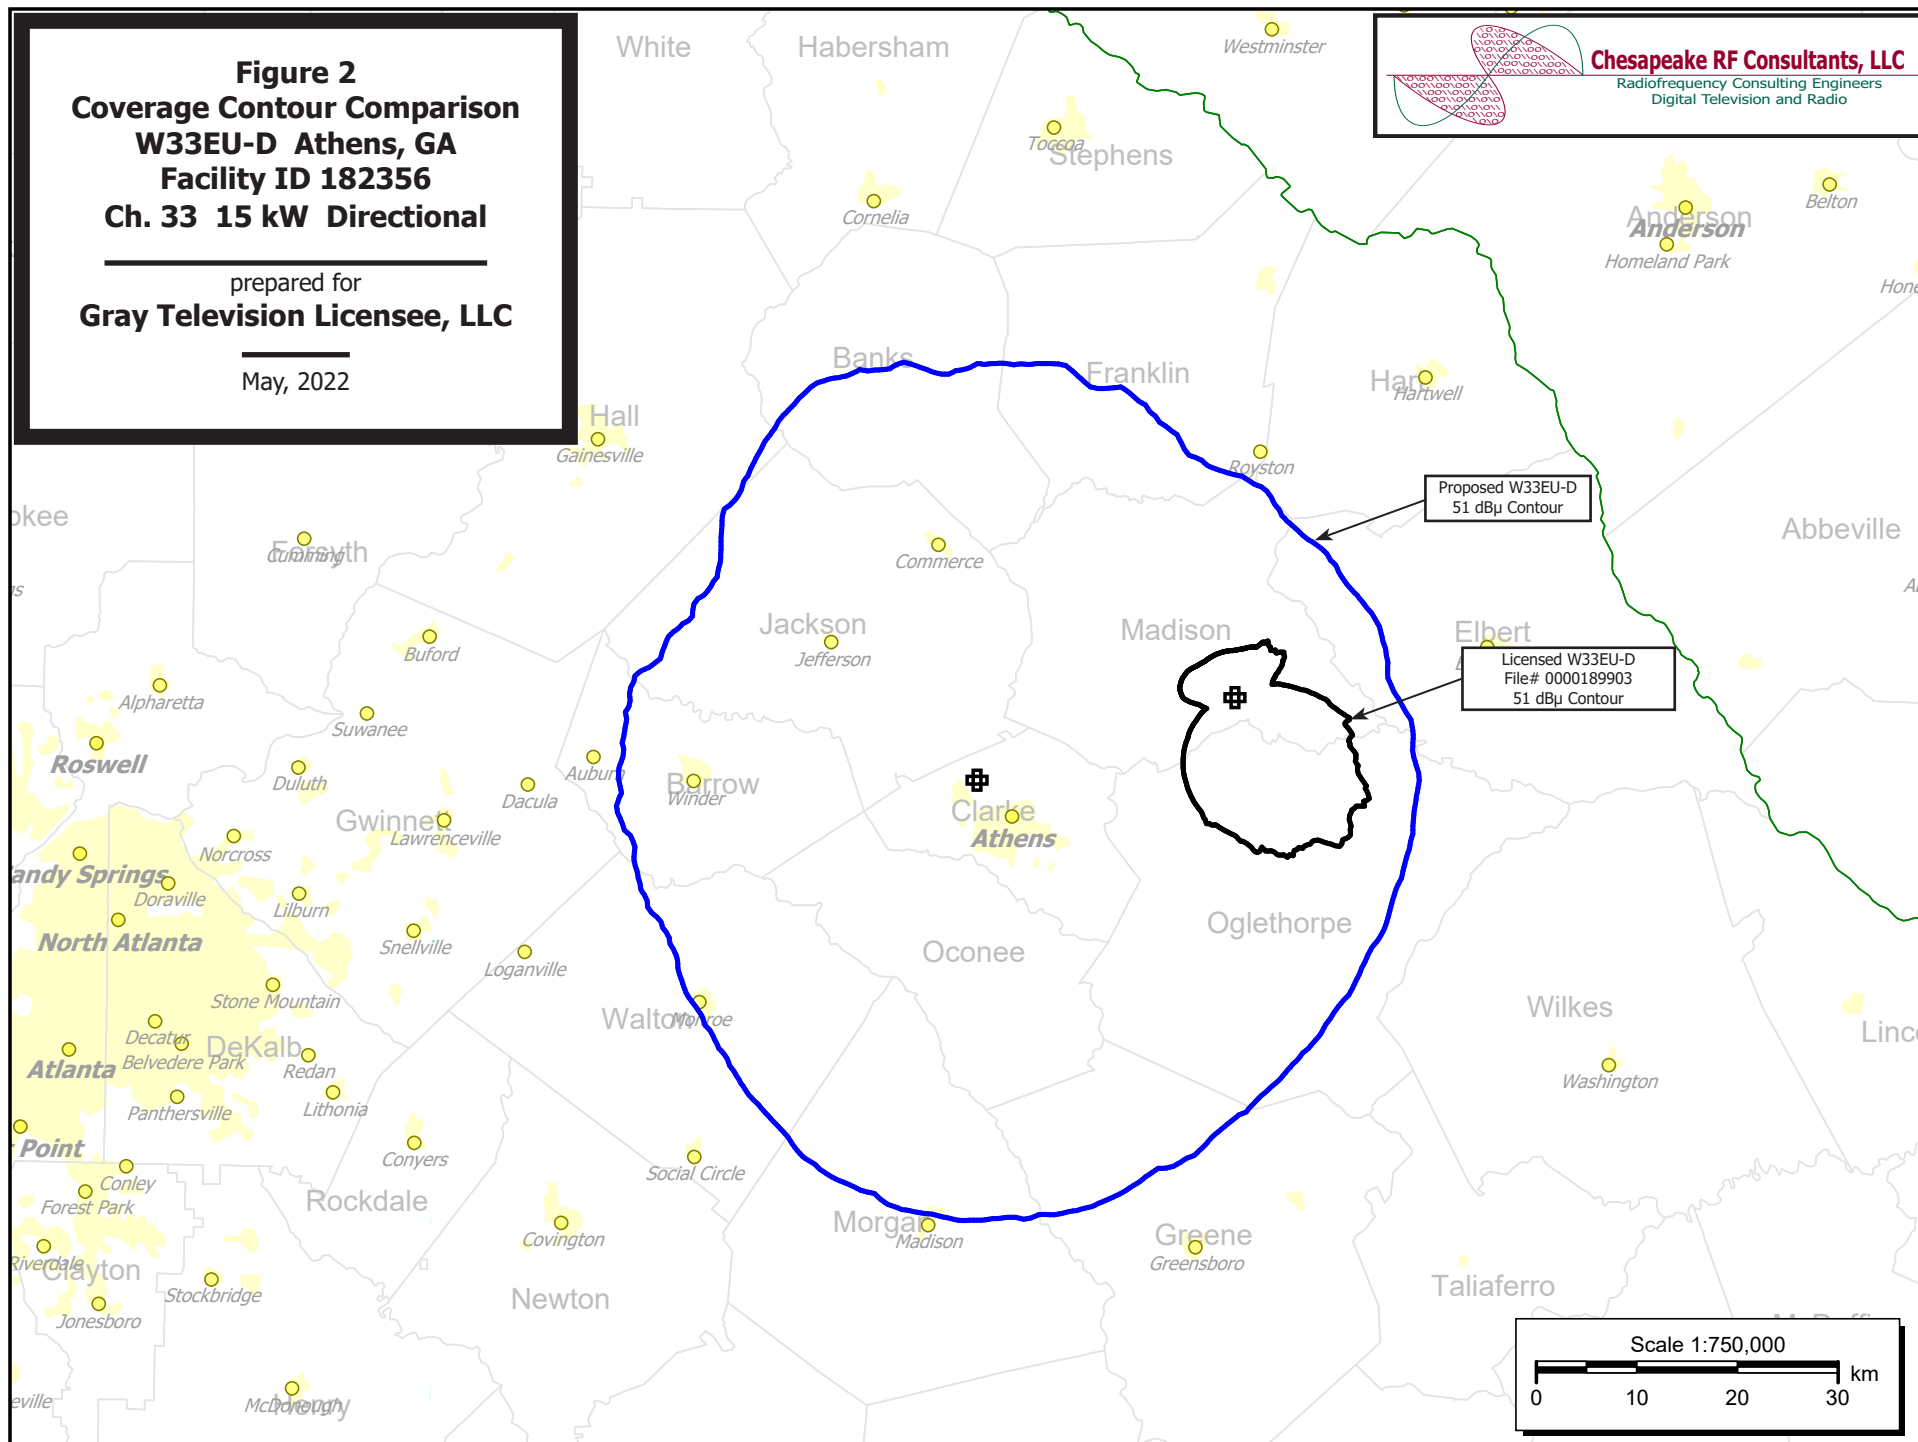 Figure 2
Coverage Contour Comparison
W33EU-D Athens, GA
Facility ID 182356
Ch. 33 15 kW Directional
prepared for
Gray Television Licensee, LLC
May, 2022
Chesapeake RF Consultants, LLC
Radiofrequency Consulting Engineers
Digital Television and Radio
White
Habersham
Westminster
Toccoa
Stephens
Cornelia
Anderson
Anderson
Belton
Homeland Park
Banks
Franklin
Hart
Hartwell
Hall
Gainesville
Royston
Proposed W33EU-D
51 dBµ Contour
Abbeville
Forsyth
Cumming
Commerce
Jackson
Jefferson
Madison
Elbert
Buford
Licensed W33EU-D
File# 0000189903
51 dBµ Contour
Alpharetta
Suwanee
Roswell
Duluth
Auburn
Dacula
Barrow
Winder
Clarke
Athens
Gwinnett
Lawrenceville
Norcross
andy Springs
Doraville
Lilburn
North Atlanta
Snellville
Loganville
Oconee
Oglethorpe
Stone Mountain
Walton
Monroe
Wilkes
Decatur
Belvedere Park
DeKalb
Redan
Atlanta
Linc
Washington
Panthersville
Lithonia
Point
Conyers
Social Circle
Conley
Forest Park
Rockdale
Morgan
Madison
Covington
Greene
Greensboro
Riverdale
Clayton
Stockbridge
Newton
Taliaferro
Jonesboro
McDonough
Henry
eville
okee
Scale 1:750,000
km
0 10 20 30